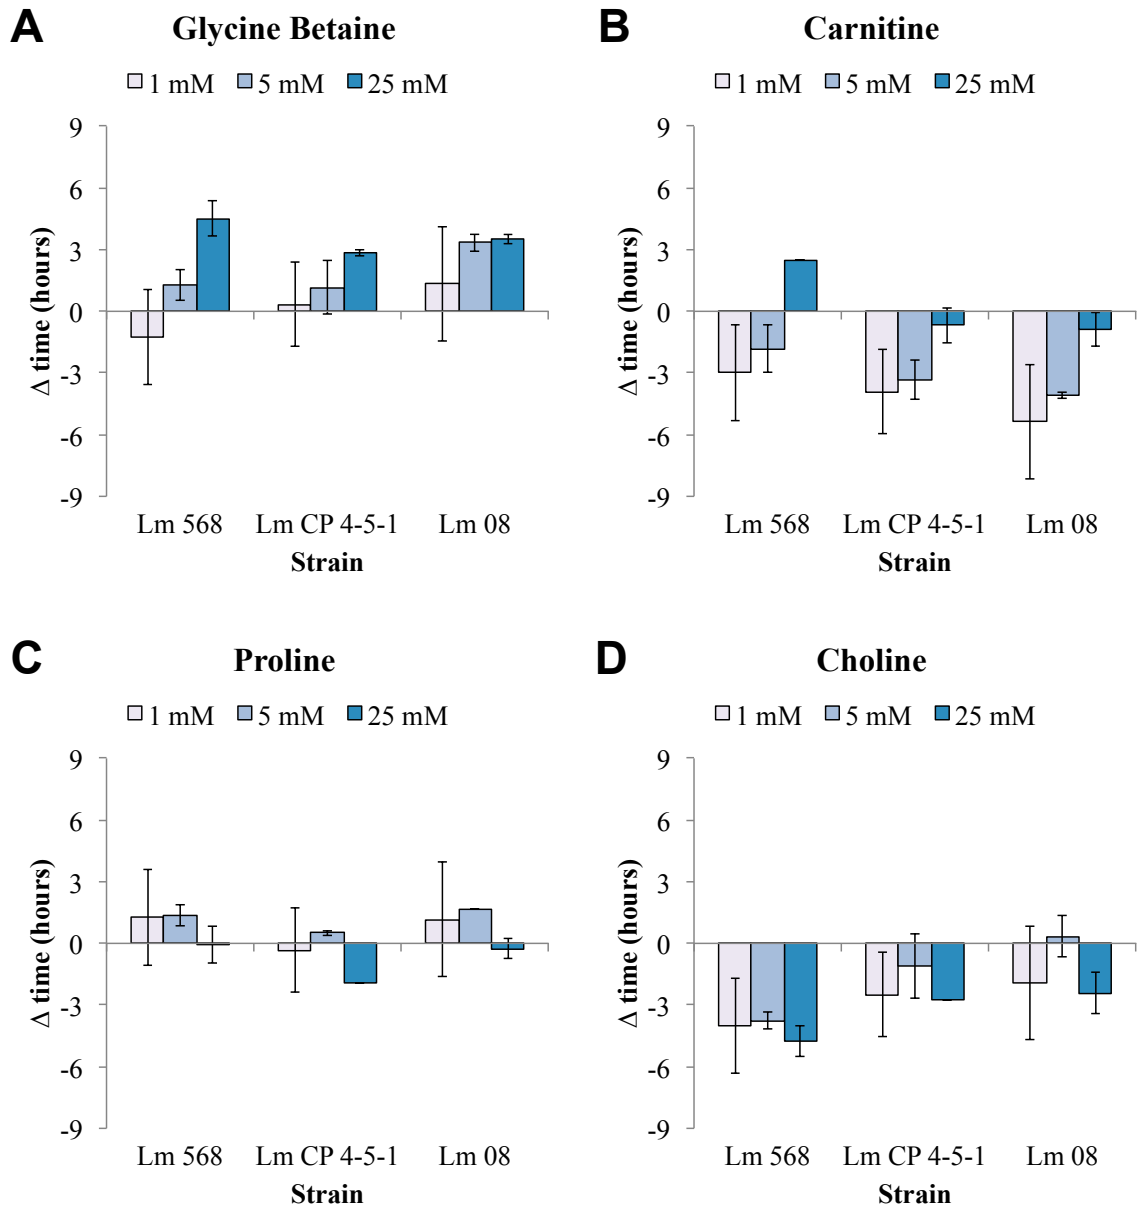 A Glycine Betaine
1 mM 5 mM 25 mM
9
6
3
0
-3
-6
-9
Δ time (hours)
Lm 568 Lm CP 4-5-1 Lm 08
Strain
B Carnitine
1 mM 5 mM 25 mM
9
6
3
0
-3
-6
-9
Δ time (hours)
Lm 568 Lm CP 4-5-1 Lm 08
Strain
C Proline
1 mM 5 mM 25 mM
9
6
3
0
-3
-6
-9
Δ time (hours)
Lm 568 Lm CP 4-5-1 Lm 08
Strain
D Choline
1 mM 5 mM 25 mM
9
6
3
0
-3
-6
-9
Δ time (hours)
Lm 568 Lm CP 4-5-1 Lm 08
Strain